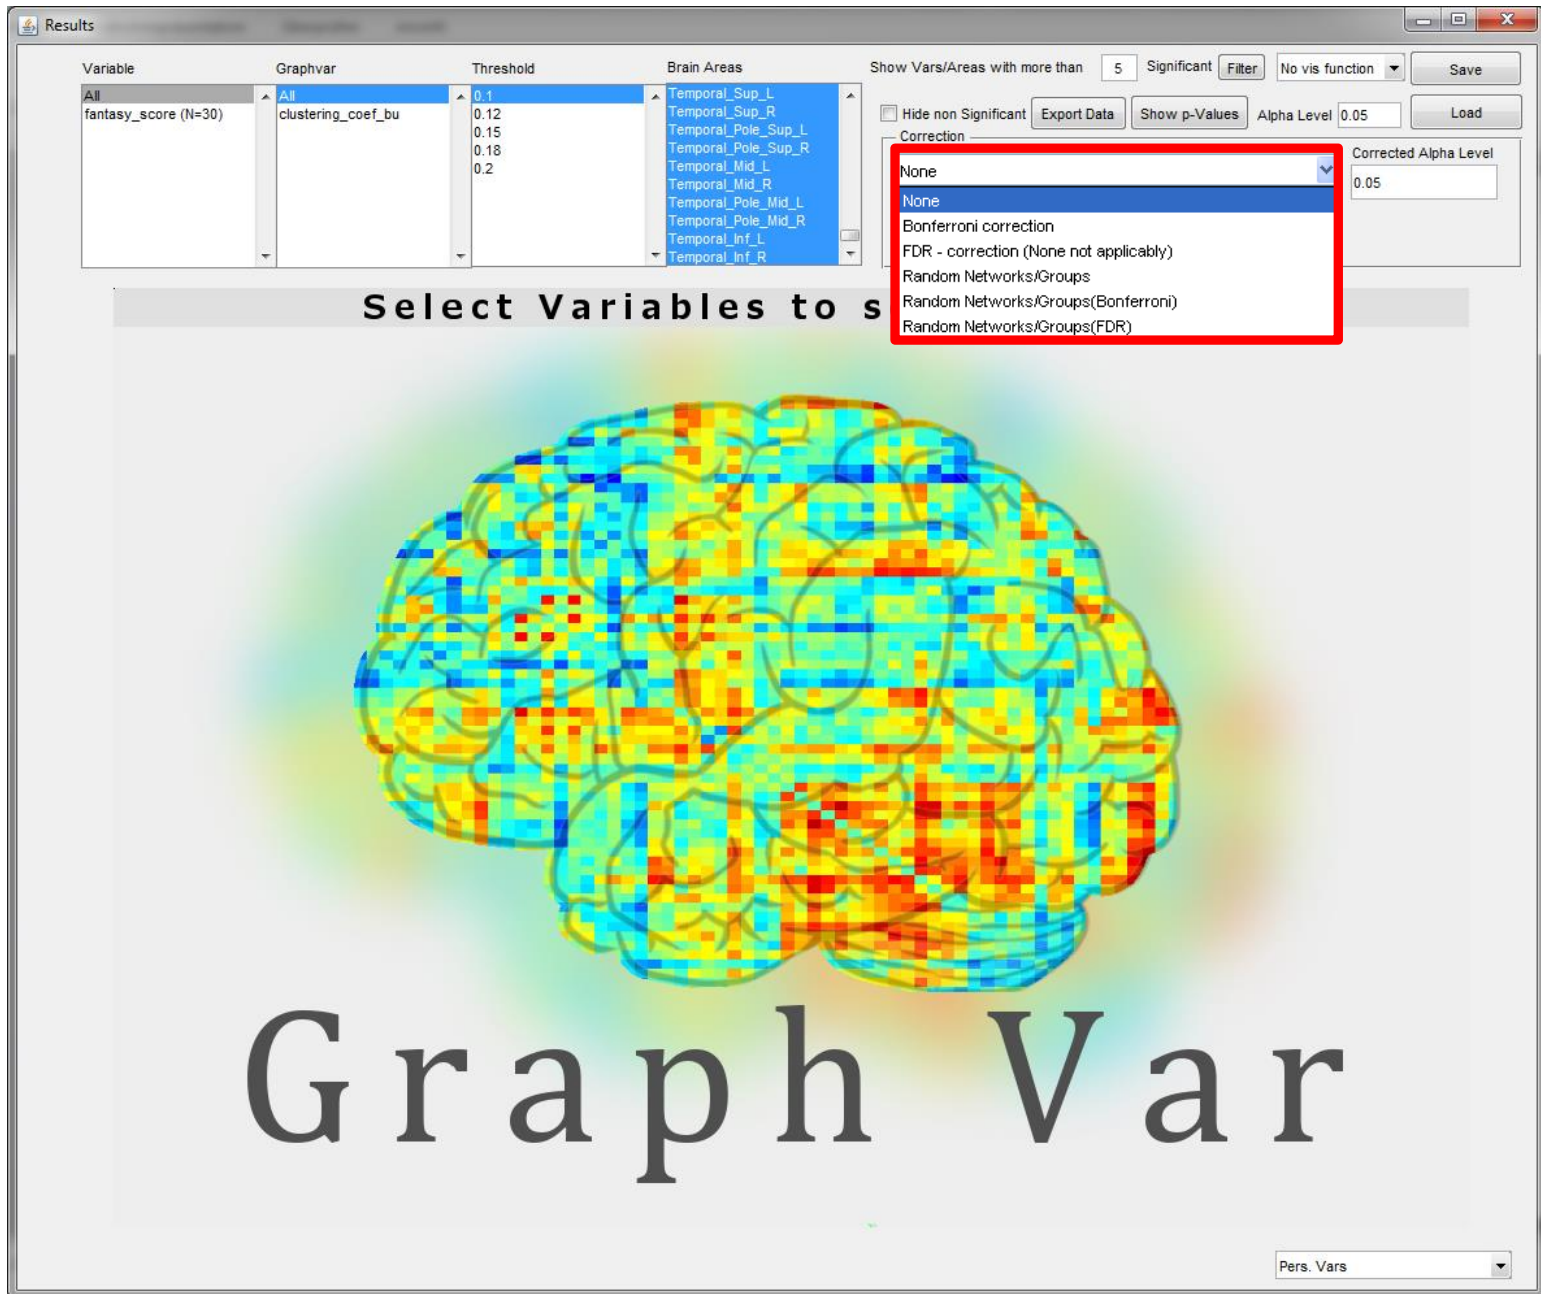 Results
Variable
All
fantasy_score (N=30)
Graphvar
All
clustering_coef_bu
Threshold
0.1
0.12
0.15
0.18
0.2
Brain Areas
Temporal_Sup_L
Temporal_Sup_R
Temporal_Pole_Sup_L
Temporal_Pole_Sup_R
Temporal_Mid_L
Temporal_Mid_R
Temporal_Pole_Mid_L
Temporal_Pole_Mid_R
Temporal_Inf_L
Temporal_Inf_R
Show Vars/Areas with more than 5 Significant Filter No vis function Save
Hide non Significant Export Data Show p-Values Alpha Level 0.05 Load
Correction
None
Corrected Alpha Level
0.05
None
Bonferroni correction
FDR - correction (None not applicably)
Random Networks/Groups
Random Networks/Groups(Bonferroni)
Random Networks/Groups(FDR)
Select Variables to s
Graph Var
Pers. Vars